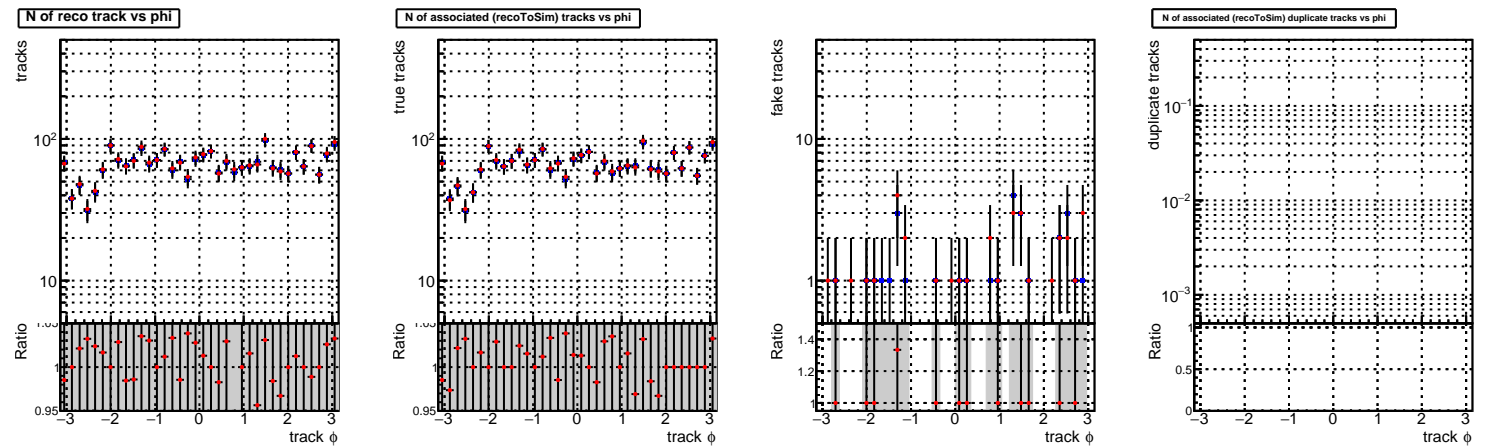 N of reco track vs phi
tracks
10²
10
Ratio
1.05
1
0.95
−3 −2 −1 0 1 2 3
track ϕ
N of associated (recoToSim) tracks vs phi
true tracks
10²
10
Ratio
1.05
1
0.95
−3 −2 −1 0 1 2 3
track ϕ
fake tracks
10
1
Ratio
1.4
1.2
1
−3 −2 −1 0 1 2 3
track ϕ
N of associated (recoToSim) duplicate tracks vs phi
duplicate tracks
10⁻¹
10⁻²
10⁻³
Ratio
1
0.5
0
−3 −2 −1 0 1 2 3
track ϕ